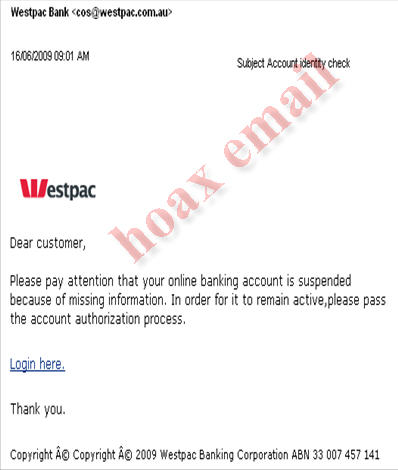 Westpac Bank <cos@westpac.com.au>
16/06/2009 09:01 AM
Subject Account identity check
hoax email
Westpac
Dear customer,
Please pay attention that your online banking account is suspended
because of missing information. In order for it to remain active,please pass
the account authorization process.
Login here.
Thank you.
Copyright Â© Copyright Â© 2009 Westpac Banking Corporation ABN 33 007 457 141